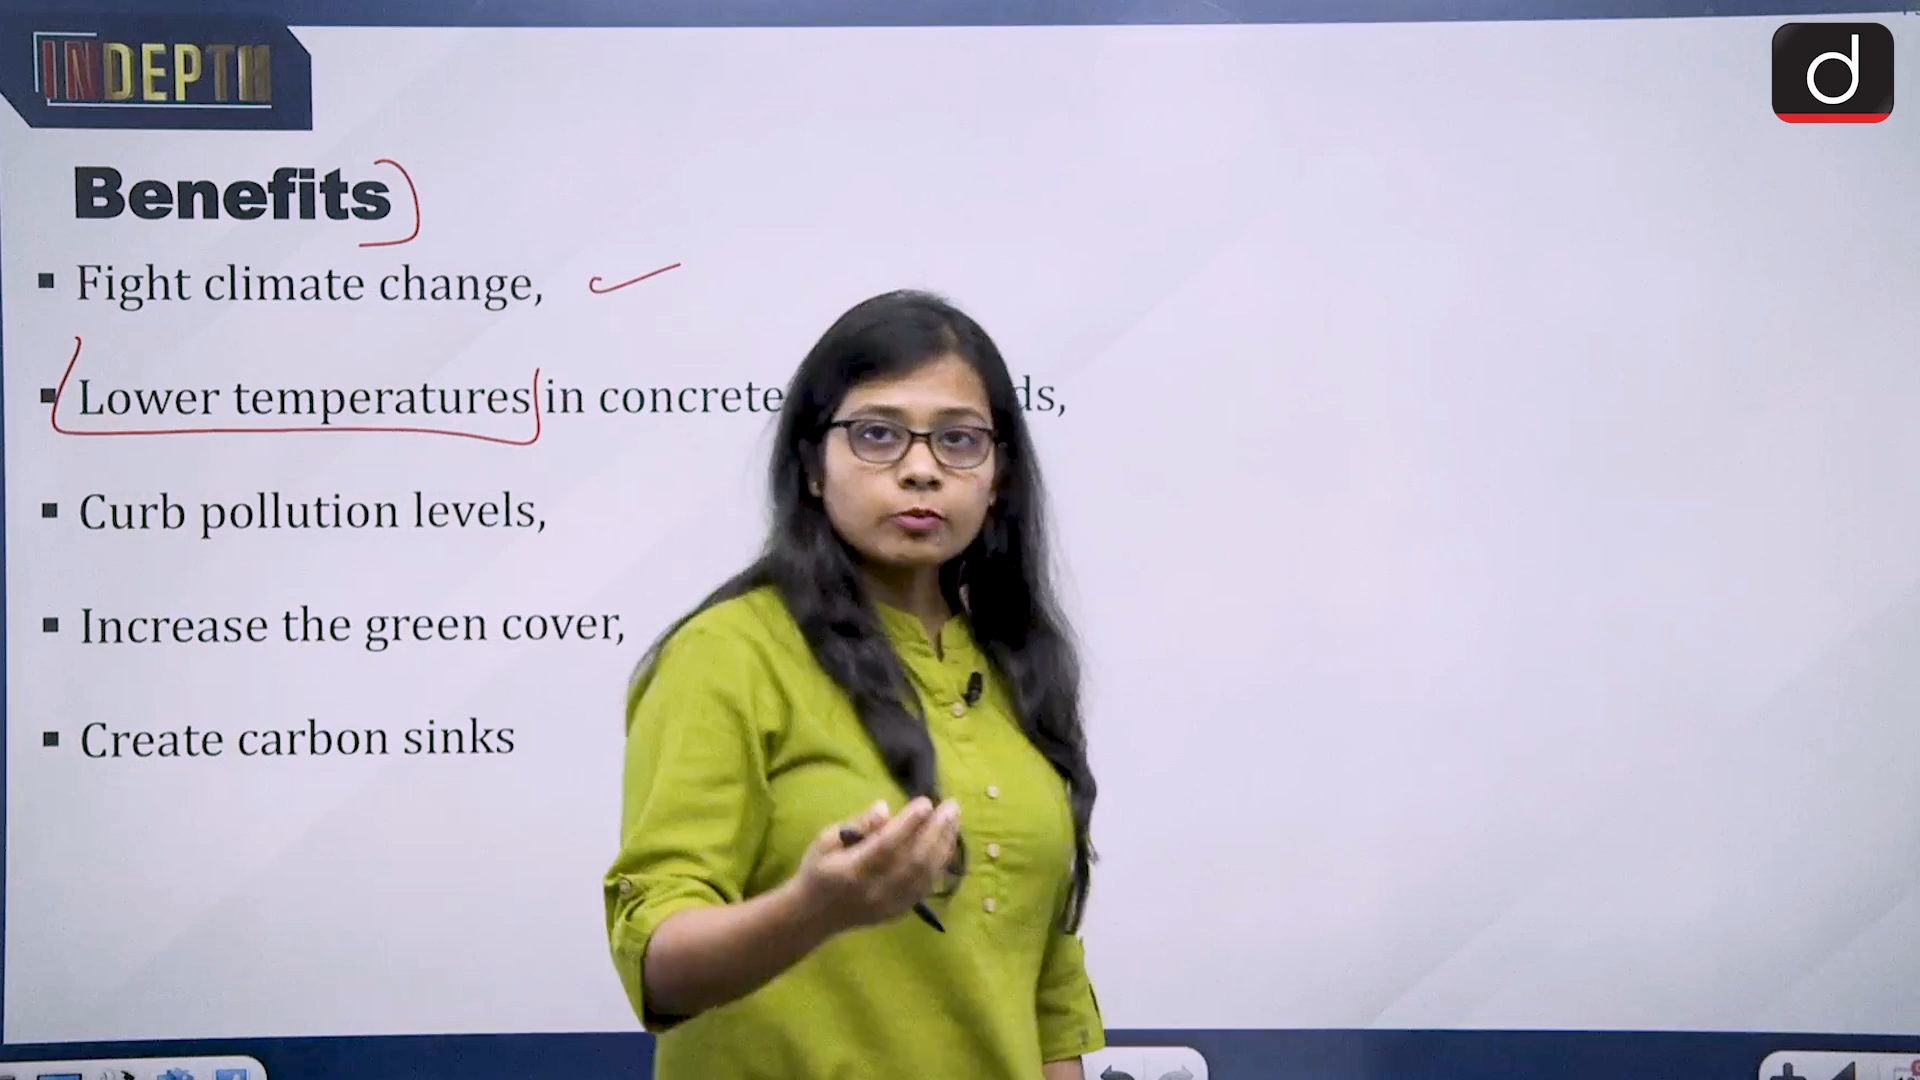 INDEPTH
d
Benefits
▪ Fight climate change,
▪ Lower temperatures in concrete ds,
▪ Curb pollution levels,
▪ Increase the green cover,
▪ Create carbon sinks